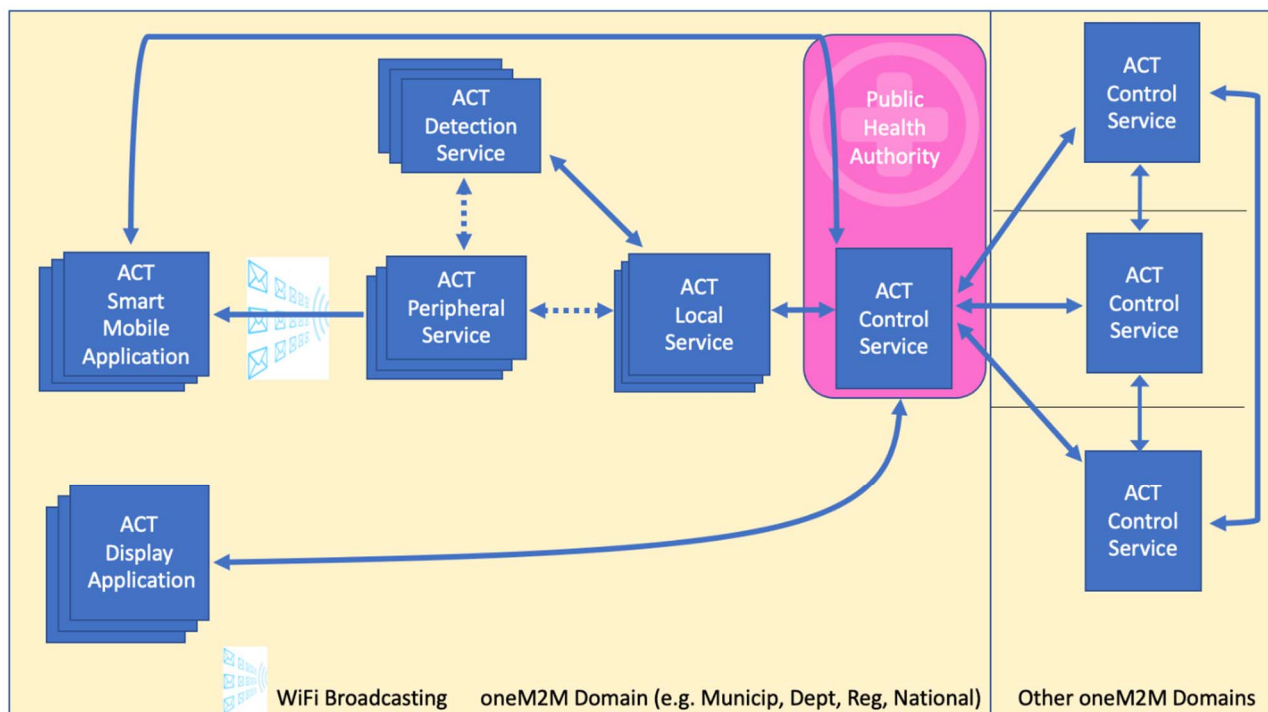 ACT
Detection
Service
Public
Health
Authority
ACT
Control
Service
ACT
Smart
Mobile
Application
ACT
Peripheral
Service
ACT
Local
Service
ACT
Control
Service
ACT
Control
Service
ACT
Display
Application
ACT
Control
Service
WiFi Broadcasting
oneM2M Domain (e.g. Municip, Dept, Reg, National)
Other oneM2M Domains